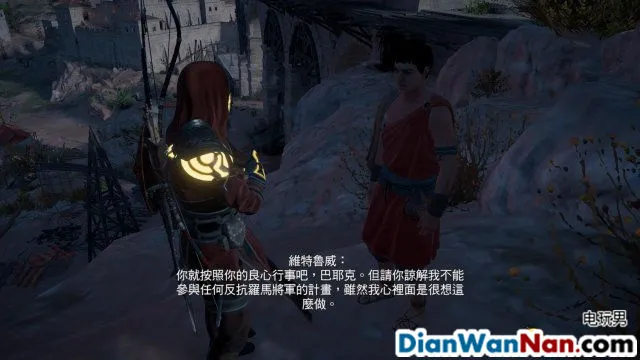 維特魯威：
你就按照你的良心行事吧，巴耶克。但請你諒解我不能
參與任何反抗羅馬將軍的計畫，雖然我心裡面是很想這
麼做。
电玩男
DianWanNan.com